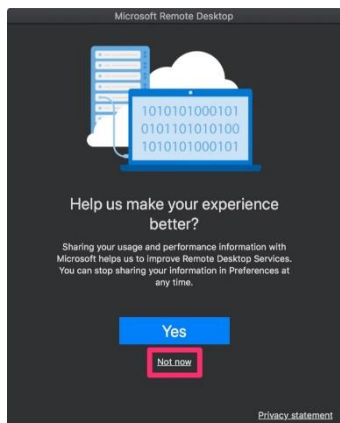 Microsoft Remote Desktop
1010101000101
0101101010100
1010101000101
Help us make your experience
better?
Sharing your usage and performance information with
Microsoft helps us to improve Remote Desktop Services.
You can stop sharing your information in Preferences at
any time.
Yes
Not now
Privacy statement